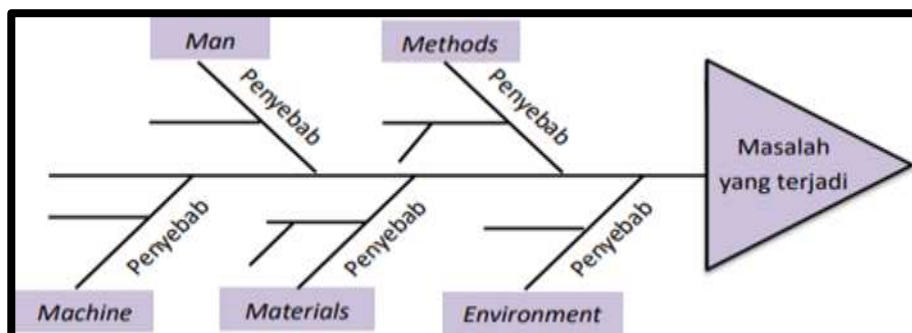 Man
Methods
Penyebab
Penyebab
Masalah
yang terjadi
Penyebab
Penyebab
Penyebab
Machine
Materials
Environment